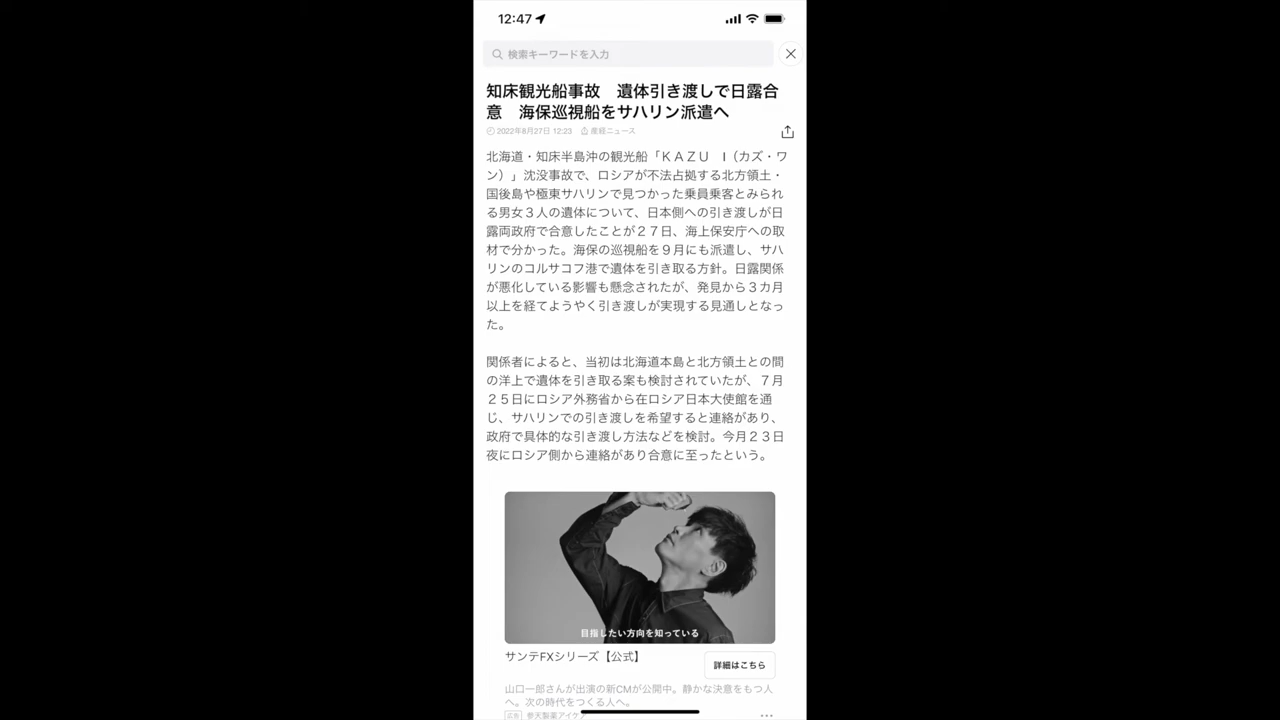 12:47
検索キーワードを入力
知床観光船事故　遺体引き渡しで日露合
意　海保巡視船をサハリン派遣へ
2022年8月27日 12:23 産経ニュース
北海道・知床半島沖の観光船「ＫＡＺＵ　Ⅰ（カズ・ワ
ン）」沈没事故で、ロシアが不法占拠する北方領土・
国後島や極東サハリンで見つかった乗員乗客とみられ
る男女３人の遺体について、日本側への引き渡しが日
露両政府で合意したことが２７日、海上保安庁への取
材で分かった。海保の巡視船を９月にも派遣し、サハ
リンのコルサコフ港で遺体を引き取る方針。日露関係
が悪化している影響も懸念されたが、発見から３カ月
以上を経てようやく引き渡しが実現する見通しとなっ
た。
関係者によると、当初は北海道本島と北方領土との間
の洋上で遺体を引き取る案も検討されていたが、７月
２５日にロシア外務省から在ロシア日本大使館を通
じ、サハリンでの引き渡しを希望すると連絡があり、
政府で具体的な引き渡し方法などを検討。今月２３日
夜にロシア側から連絡があり合意に至ったという。
目指したい方向を知っている
サンテFXシリーズ【公式】
詳細はこちら
山口一郎さんが出演の新CMが公開中。静かな決意をもつ人
へ。次の時代をつくる人へ。
広告 参天製薬アイケア